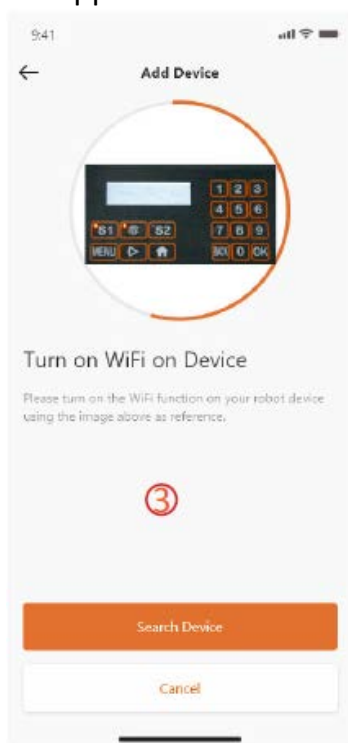 9:41
Add Device
1 2 3
4 5 6
S1 S2 7 8 9
MENU BACK 0 OK
Turn on WiFi on Device
Please turn on the WiFi function on your robot device
using the image above as reference.
3
Search Device
Cancel